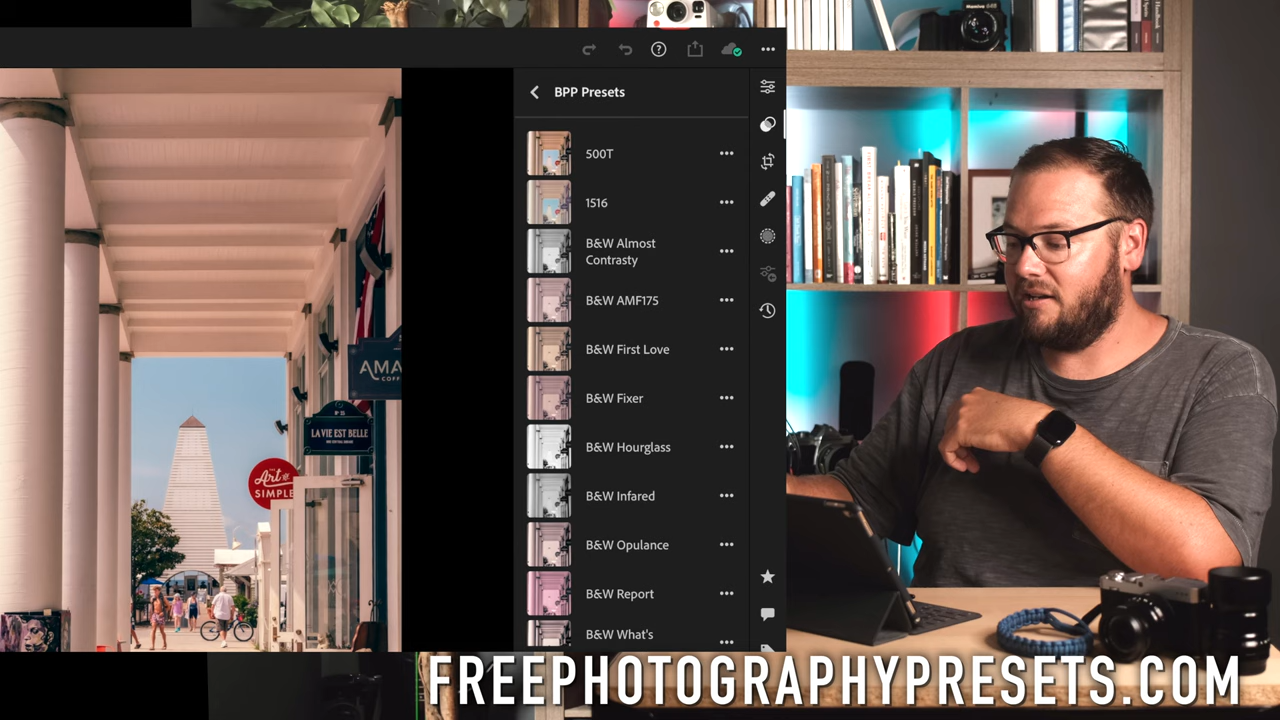 BPP Presets
500T
1516
B&W Almost
Contrasty
B&W AMF175
B&W First Love
B&W Fixer
B&W Hourglass
B&W Infared
B&W Opulance
B&W Report
B&W What's
AMA
COFF
LA VIE EST BELLE
Art
SIMPLE
FREEPHOTOGRAPHYPRESETS.COM